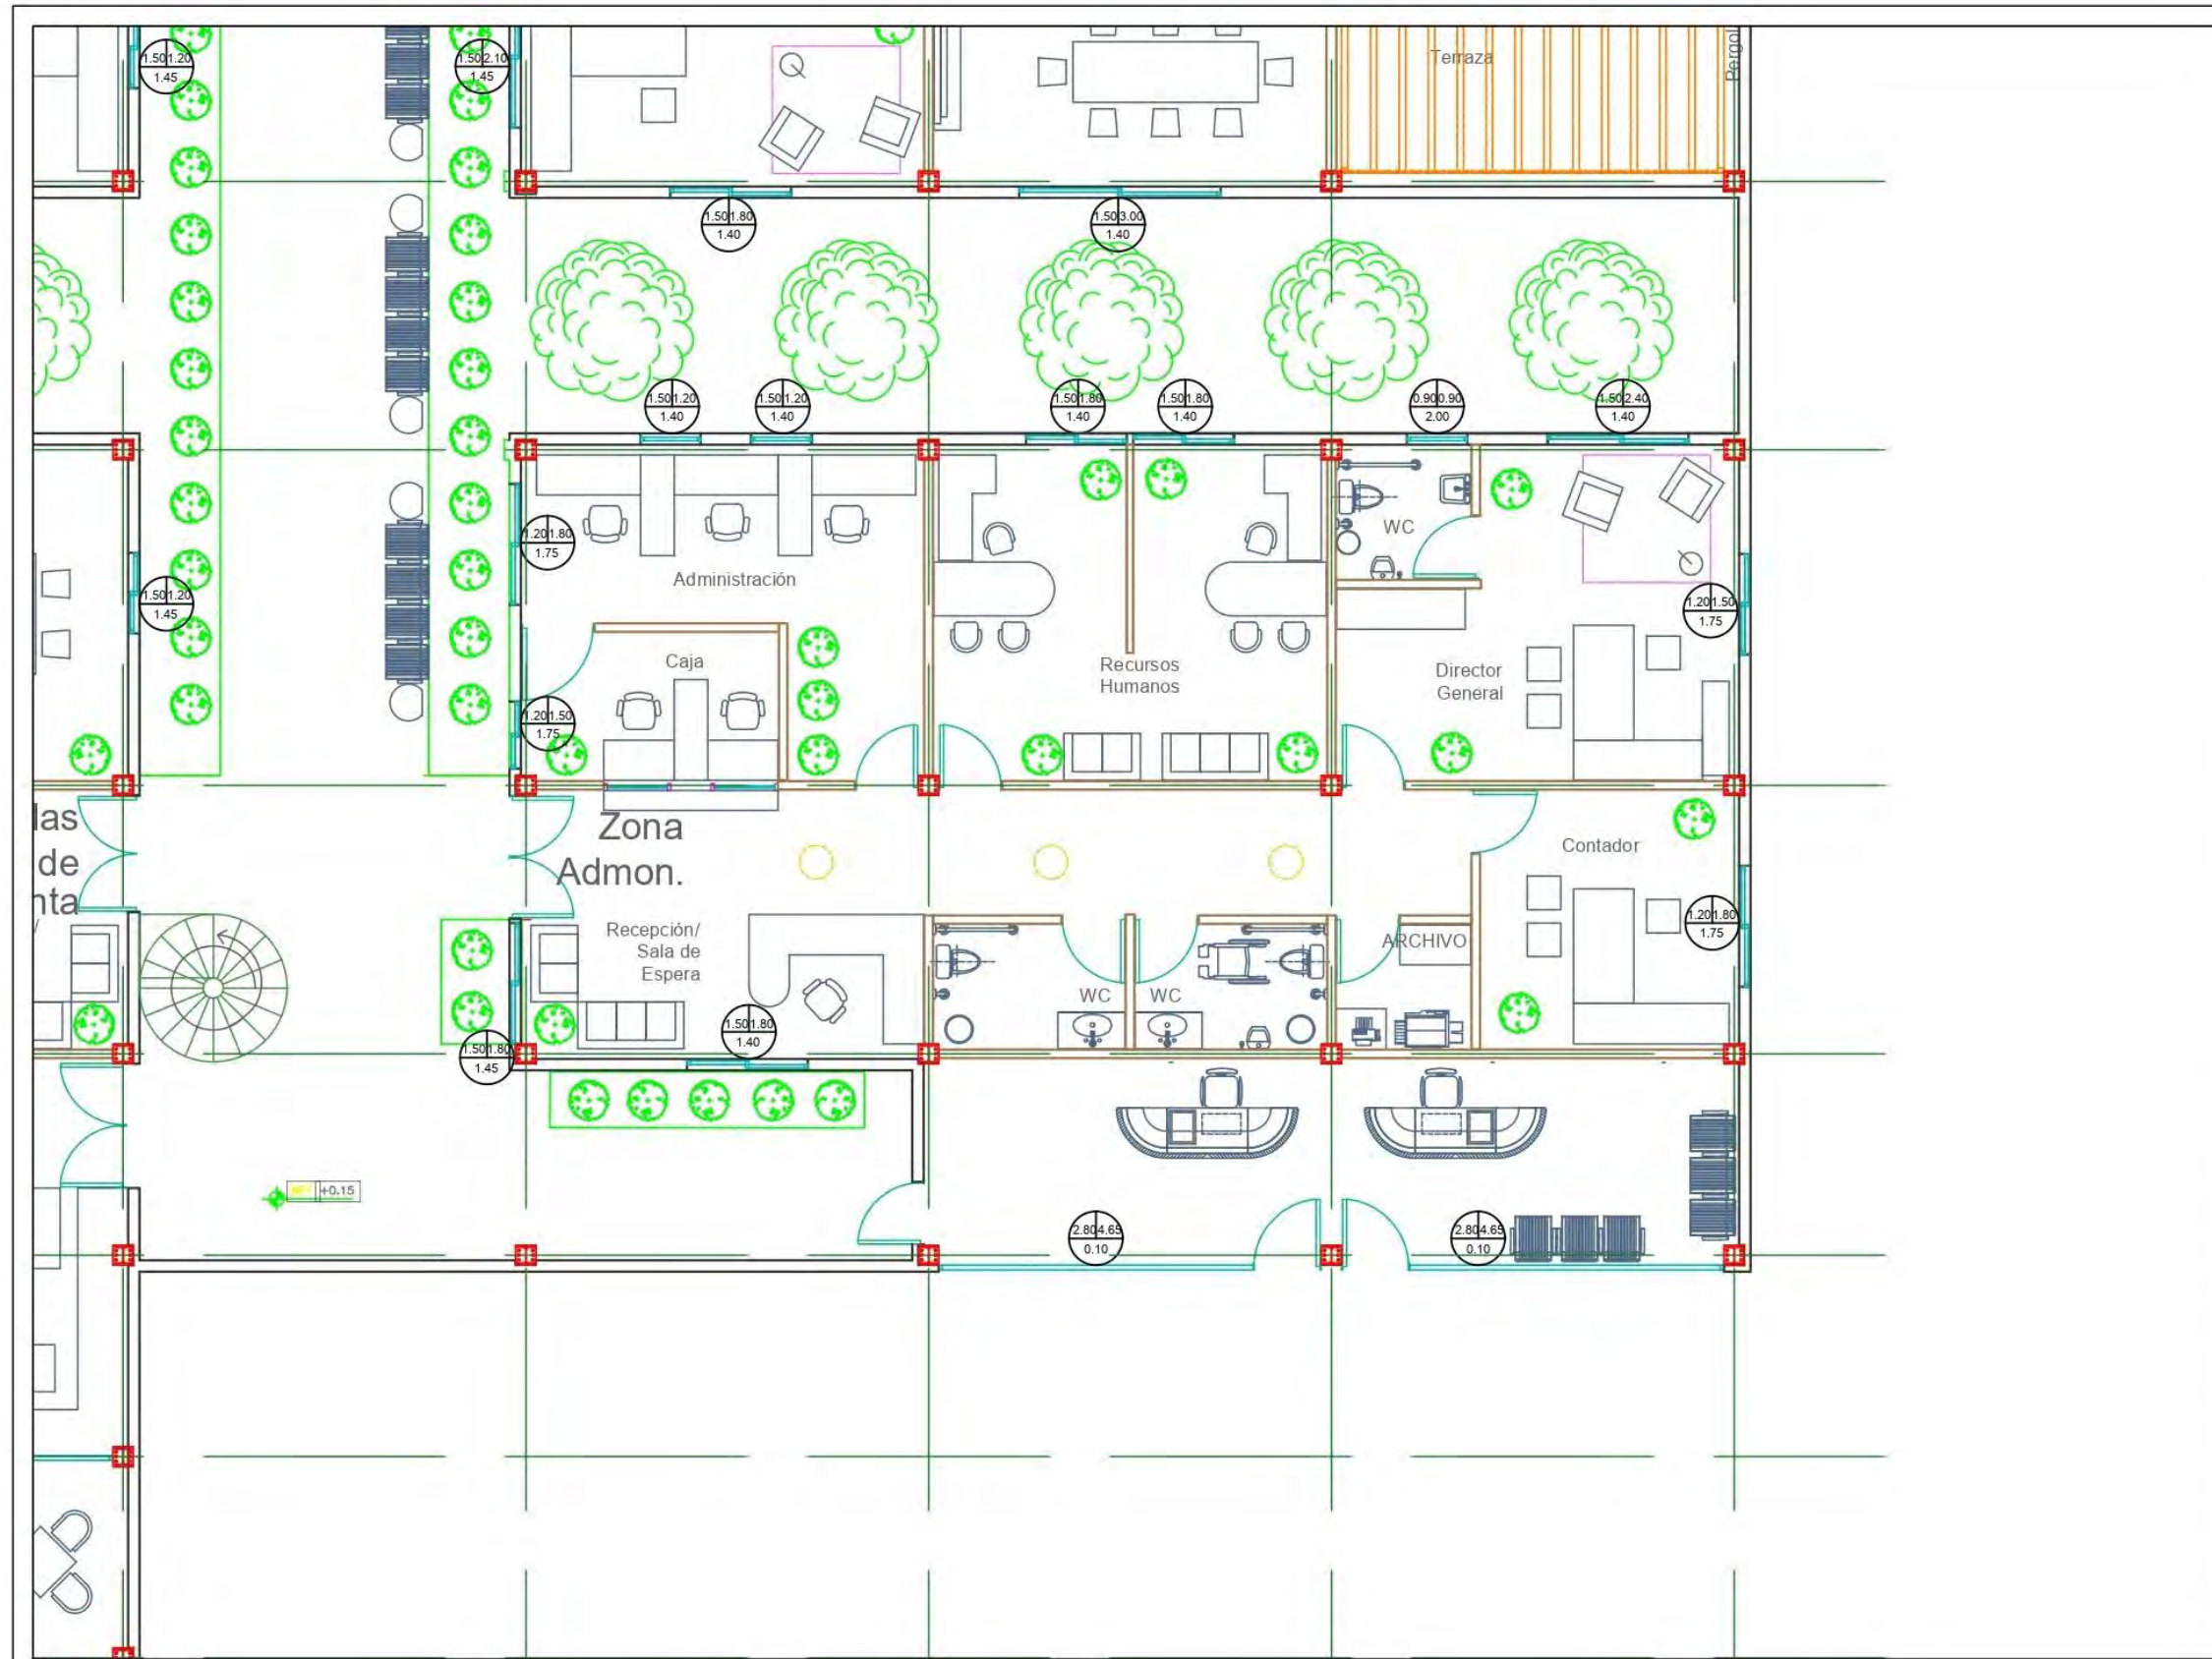 Terraza
1.50 1.20
1.45
1.50 2.10
1.45
1.50 1.80
1.40
1.50 3.00
1.40
1.50 1.20
1.40
1.50 1.20
1.40
1.50 1.80
1.40
1.50 1.80
1.40
0.90 0.90
2.00
1.50 2.40
1.40
WC
1.20 1.80
1.75
Administración
1.50 1.20
1.45
1.20 1.50
1.75
Caja
Recursos
Humanos
Director
General
1.20 1.50
1.75
las
de
nta
/
Zona
Admon.
Contador
1.20 1.80
1.75
Recepción/
Sala de
Espera
ARCHIVO
WC
WC
1.50 1.80
1.40
1.50 1.80
1.45
+0.15
2.80 4.65
0.10
2.80 4.65
0.10